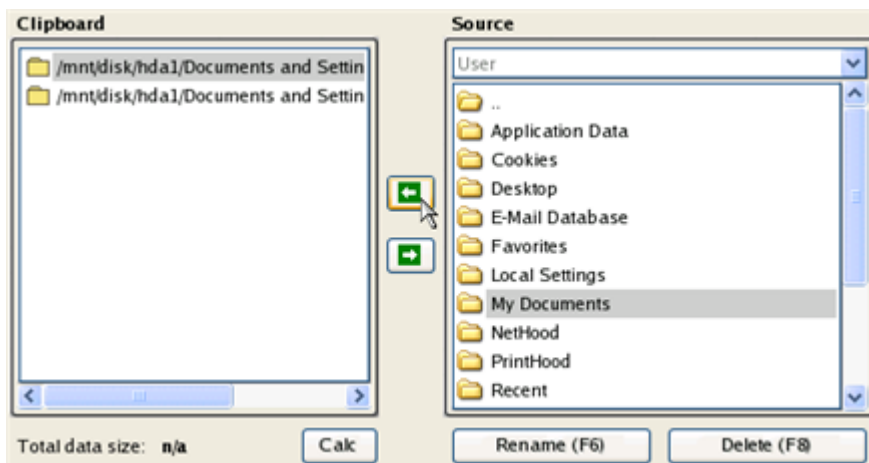 Clipboard
/mnt/disk/hda1/Documents and Settin
/mnt/disk/hda1/Documents and Settin
Total data size: n/a
Calc
Source
User
..
Application Data
Cookies
Desktop
E-Mail Database
Favorites
Local Settings
My Documents
NetHood
PrintHood
Recent
Rename (F6)
Delete (F8)